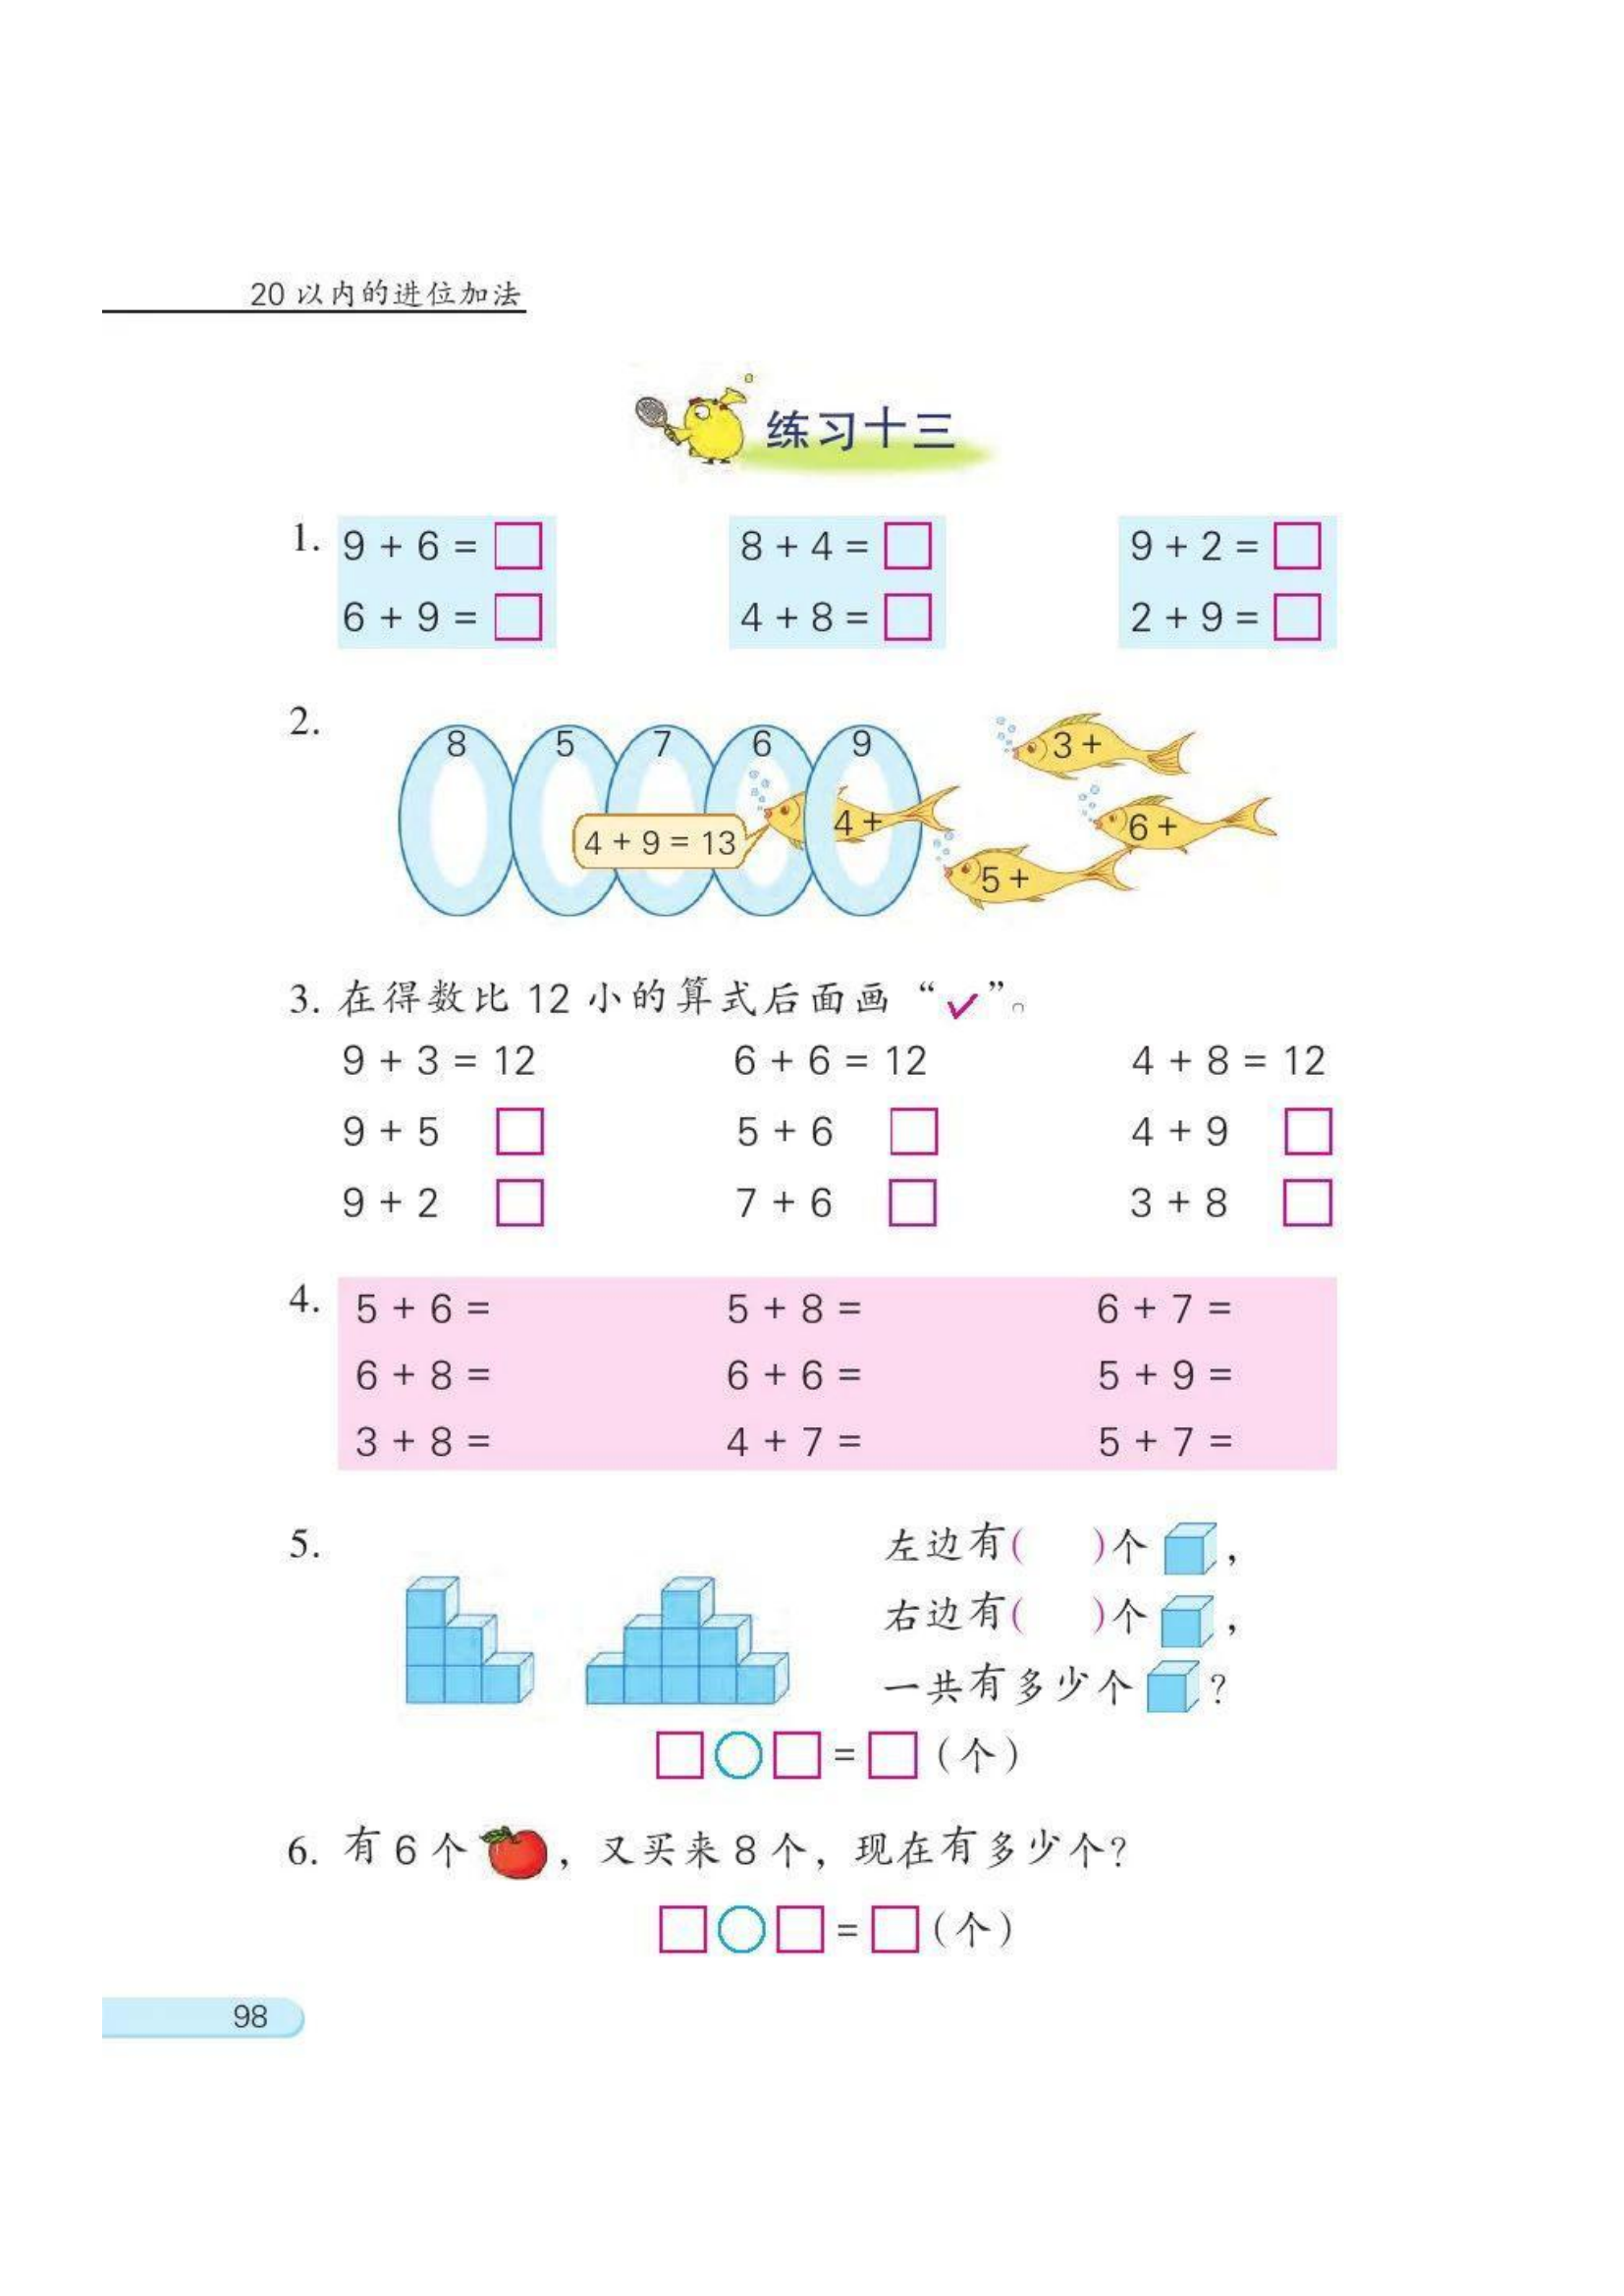 20 以内的进位加法
练习十三
1. 9 + 6 = 8 + 4 = 9 + 2 =
6 + 9 = 4 + 8 = 2 + 9 =
2.
8 5 7 6 9
3 +
4 + 9 = 13 4 + 6 +
5 +
3. 在得数比 12 小的算式后面画“✓”。
9 + 3 = 12 6 + 6 = 12 4 + 8 = 12
9 + 5 5 + 6 4 + 9
9 + 2 7 + 6 3 + 8
4. 5 + 6 = 5 + 8 = 6 + 7 =
6 + 8 = 6 + 6 = 5 + 9 =
3 + 8 = 4 + 7 = 5 + 7 =
5. 左边有( )个 ,
右边有( )个 ,
一共有多少个 ?
□○□=□(个)
6. 有 6 个 , 又买来 8 个, 现在有多少个?
□○□=□(个)
98